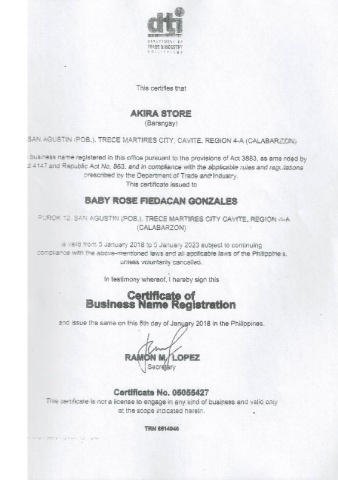 dti
DEPARTMENT OF
TRADE & INDUSTRY
PHILIPPINES
This certifies that
AKIRA STORE
(Barangay)
SAN AGUSTIN (POB.), TRECE MARTIRES CITY, CAVITE, REGION 4-A (CALABARZON)
business name registered in this office pursuant to the provisions of Act 3883, as amended by
4147 and Republic Act No. 863, and in compliance with the applicable rules and regulations
prescribed by the Department of Trade and Industry.
This certificate issued to
BABY ROSE FIEDACAN GONZALES
PUROK 12, SAN AGUSTIN (POB.), TRECE MARTIRES CITY CAVITE, REGION 4-A
(CALABARZON)
is valid from 5 January 2018 to 5 January 2023 subject to continuing
compliance with the above-mentioned laws and all applicable laws of the Philippines,
unless voluntarily cancelled.
In testimony whereof, I hereby sign this
Certificate of
Business Name Registration
and issue the same on this 8th day of January 2018 in the Philippines.
RAMON M. LOPEZ
Secretary
Certificate No. 05055427
This certificate is not a license to engage in any kind of business and valid only
at the scope indicated herein.
TRN 6814946